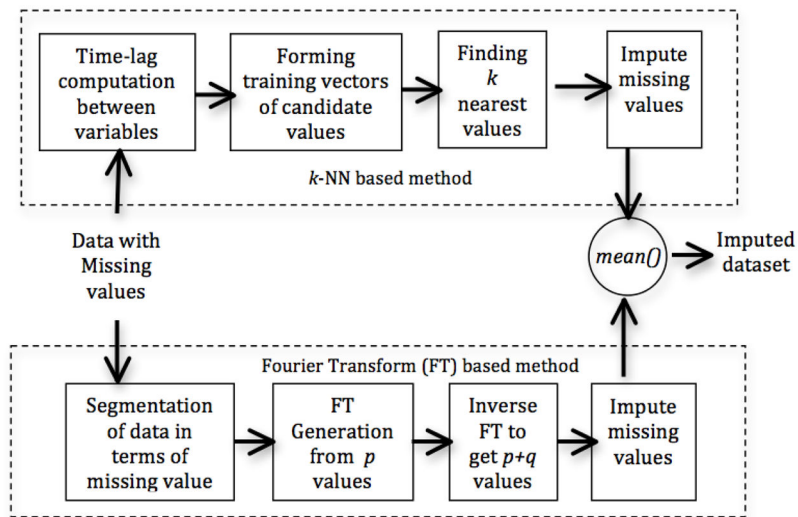 Time-lag
computation
between
variables
Forming
training vectors
of candidate
values
Finding
k
nearest
values
Impute
missing
values
k-NN based method
Data with
Missing
values
mean()
Imputed
dataset
Fourier Transform (FT) based method
Segmentation
of data in
terms of
missing value
FT
Generation
from p
values
Inverse
FT to
get p+q
values
Impute
missing
values